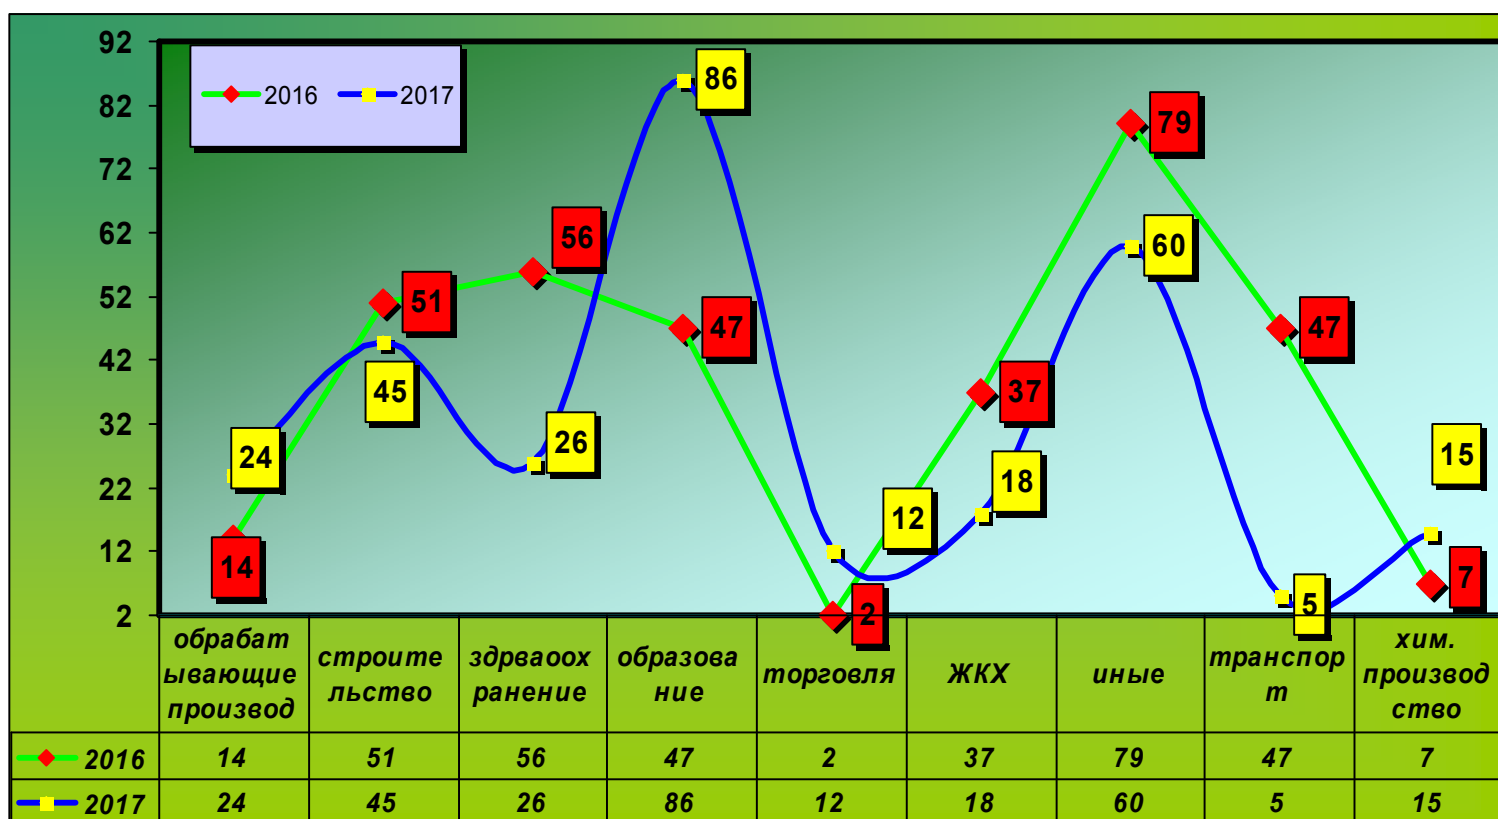 92
82
72
62
52
42
32
22
12
2
2016 2017
86
79
56
60
51
47
47
45
37
26
24
18
15
12
14
2
5
7
обрабат
ывающие
производ
строите
льство
здрваоох
ранение
образова
ние
торговля
ЖКХ
иные
транспор
т
хим.
производ
ство
2016 14 51 56 47 2 37 79 47 7
2017 24 45 26 86 12 18 60 5 15